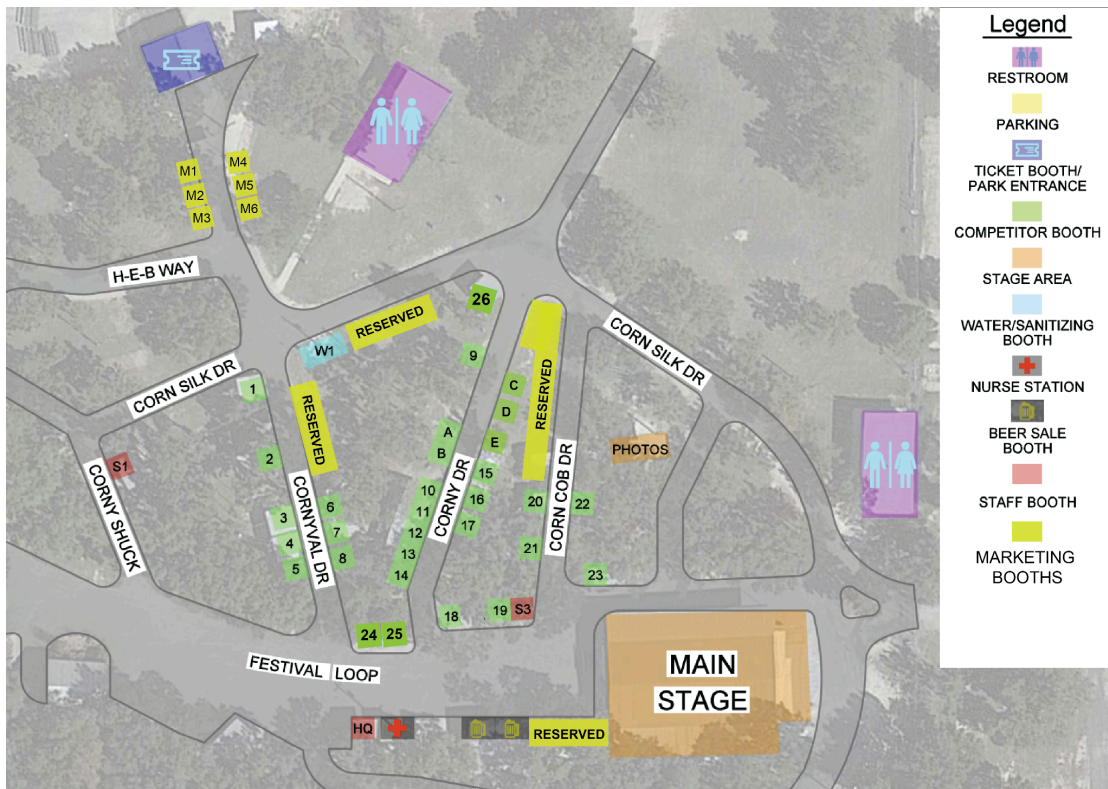 Legend
RESTROOM
PARKING
TICKET BOOTH/
PARK ENTRANCE
COMPETITOR BOOTH
STAGE AREA
WATER/SANITIZING
BOOTH
NURSE STATION
BEER SALE
BOOTH
STAFF BOOTH
MARKETING
BOOTHS
M1
M2
M3
M4
M5
M6
H-E-B WAY
26
RESERVED
W1
9
CORN SILK DR
CORN SILK DR
1
RESERVED
C
D
E
RESERVED
A
B
PHOTOS
2
S1
CORNY SHUCK
CORNYVAL DR
CORNY DR
CORN COB DR
15
16
17
10
11
12
13
14
20
22
21
23
3
4
5
6
7
8
18
19
S3
24
25
FESTIVAL LOOP
MAIN
STAGE
HQ
RESERVED